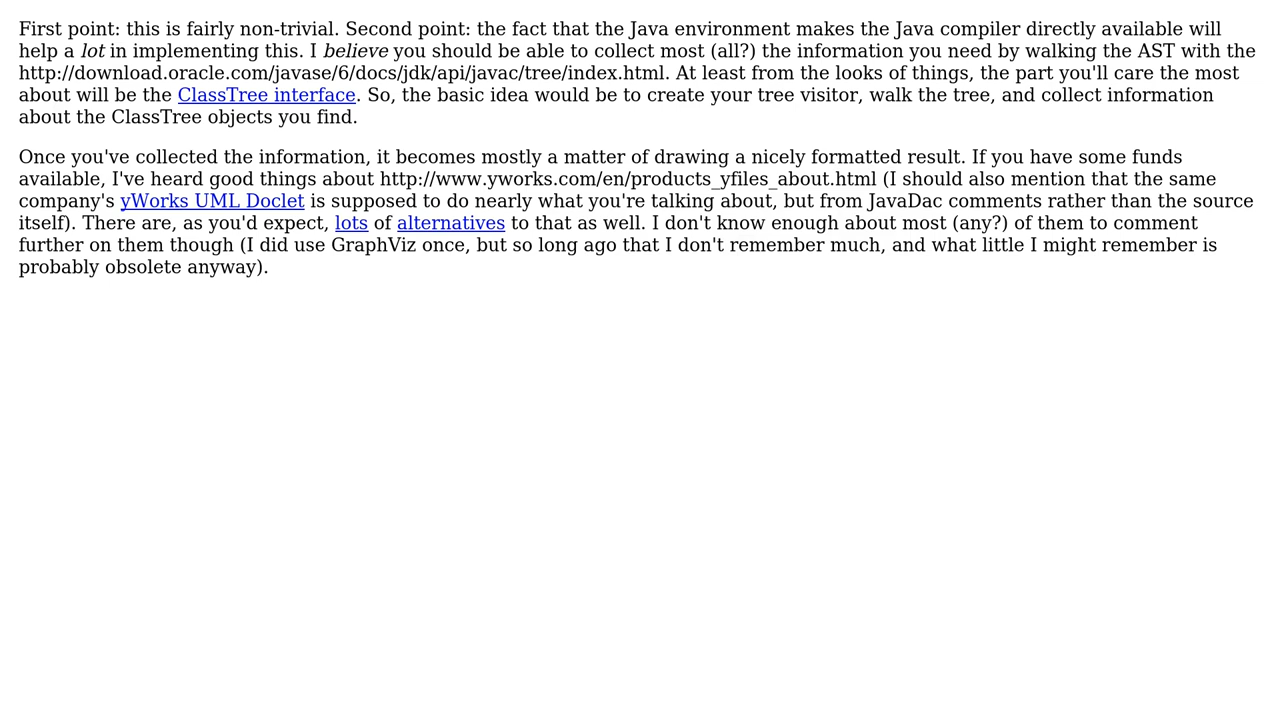 First point: this is fairly non-trivial. Second point: the fact that the Java environment makes the Java compiler directly available will
help a lot in implementing this. I believe you should be able to collect most (all?) the information you need by walking the AST with the
http://download.oracle.com/javase/6/docs/jdk/api/javac/tree/index.html. At least from the looks of things, the part you'll care the most
about will be the ClassTree interface. So, the basic idea would be to create your tree visitor, walk the tree, and collect information
about the ClassTree objects you find.
Once you've collected the information, it becomes mostly a matter of drawing a nicely formatted result. If you have some funds
available, I've heard good things about http://www.yworks.com/en/products_yfiles_about.html (I should also mention that the same
company's yWorks UML Doclet is supposed to do nearly what you're talking about, but from JavaDac comments rather than the source
itself). There are, as you'd expect, lots of alternatives to that as well. I don't know enough about most (any?) of them to comment
further on them though (I did use GraphViz once, but so long ago that I don't remember much, and what little I might remember is
probably obsolete anyway).